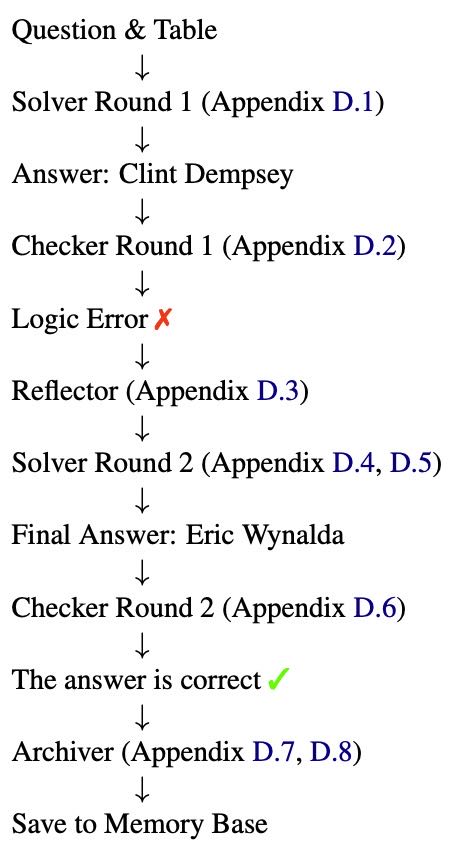 Question & Table
↓
Solver Round 1 (Appendix D.1)
↓
Answer: Clint Dempsey
↓
Checker Round 1 (Appendix D.2)
↓
Logic Error ✗
↓
Reflector (Appendix D.3)
↓
Solver Round 2 (Appendix D.4, D.5)
↓
Final Answer: Eric Wynalda
↓
Checker Round 2 (Appendix D.6)
↓
The answer is correct ✓
↓
Archiver (Appendix D.7, D.8)
↓
Save to Memory Base